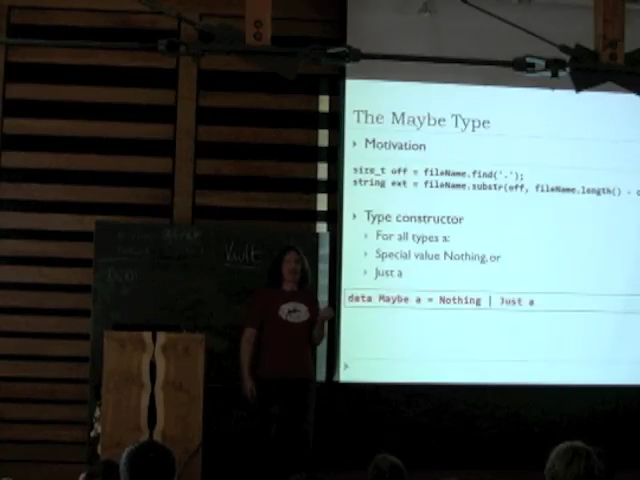 The Maybe Type
Motivation
size_t off = fileName.find('.');
string ext = fileName.substr(off, fileName.length() -
Type constructor
For all types a:
Special value Nothing, or
Just a
data Maybe a = Nothing | Just a
Vault